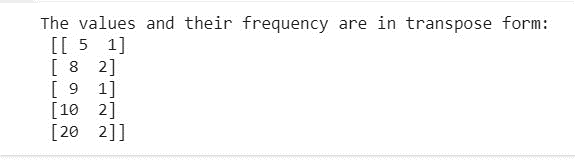 The values and their frequency are in transpose form:
[[ 5  1]
[ 8  2]
[ 9  1]
[10  2]
[20  2]]